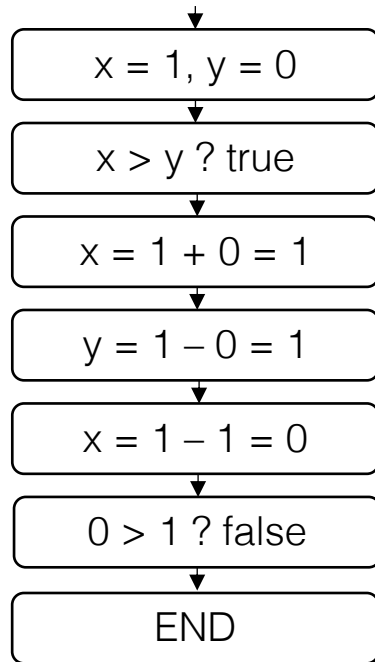 x = 1, y = 0
x > y ? true
x = 1 + 0 = 1
y = 1 – 0 = 1
x = 1 – 1 = 0
0 > 1 ? false
END